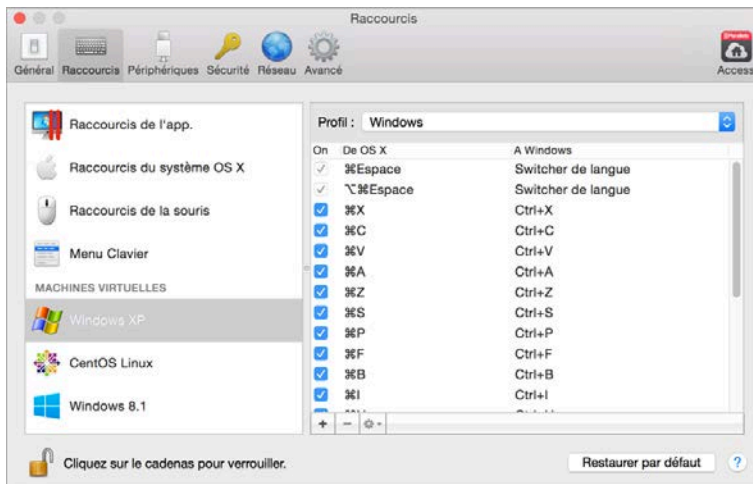 Raccourcis
Général Raccourcis Périphériques Sécurité Réseau Avancé Access
Raccourcis de l'app.
Raccourcis du système OS X
Raccourcis de la souris
Menu Clavier
MACHINES VIRTUELLES
Windows XP
CentOS Linux
Windows 8.1
Profil : Windows
On De OS X A Windows
⌘Espace Switcher de langue
⌥⌘Espace Switcher de langue
⌘X Ctrl+X
⌘C Ctrl+C
⌘V Ctrl+V
⌘A Ctrl+A
⌘Z Ctrl+Z
⌘S Ctrl+S
⌘P Ctrl+P
⌘F Ctrl+F
⌘B Ctrl+B
⌘I Ctrl+I
Cliquez sur le cadenas pour verrouiller.
Restaurer par défaut ?